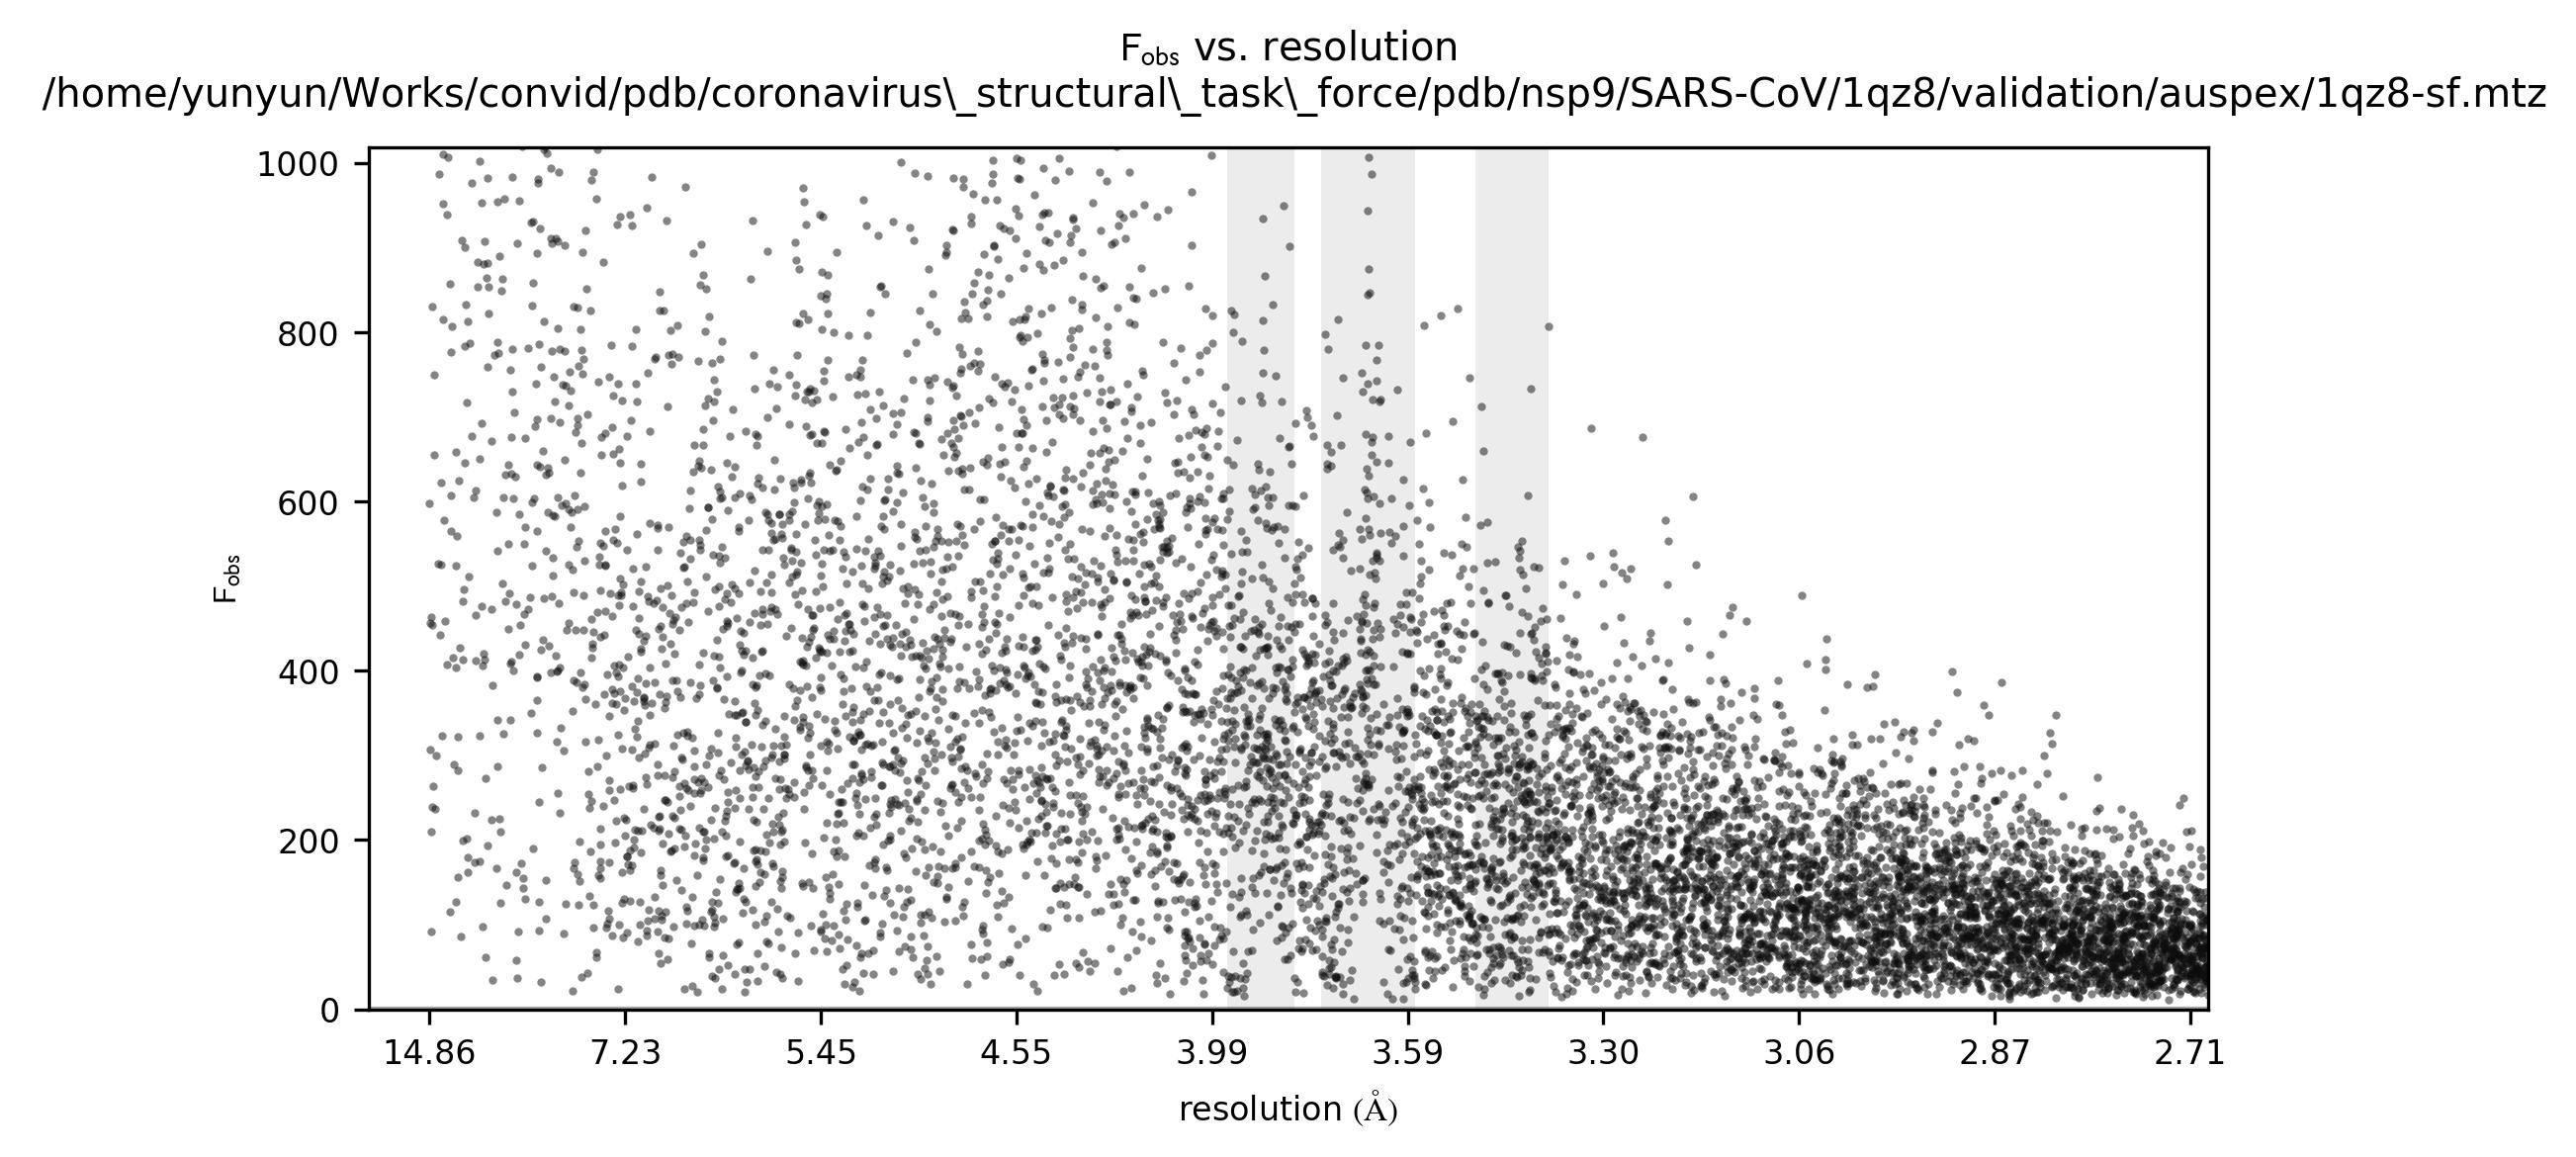 Fobs vs. resolution
/home/yunyun/Works/convid/pdb/coronavirus\_structural\_task\_force/pdb/nsp9/SARS-CoV/1qz8/validation/auspex/1qz8-sf.mtz
1000
800
600
400
200
0
Fobs
14.86 7.23 5.45 4.55 3.99 3.59 3.30 3.06 2.87 2.71
resolution (Å)